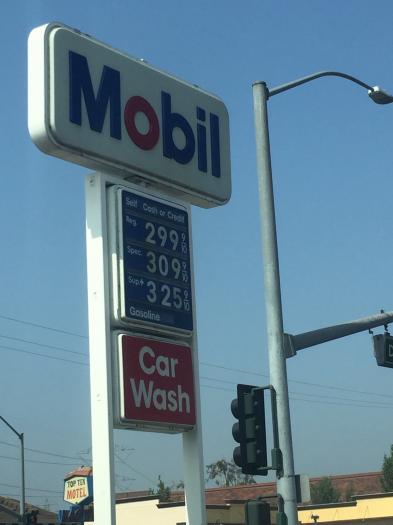 Mobil
Self Cash or Credit
Reg. 299 9/10
Spec. 309 9/10
Sup.+ 325 9/10
Gasoline
Car
Wash
TOP TEN
MOTEL